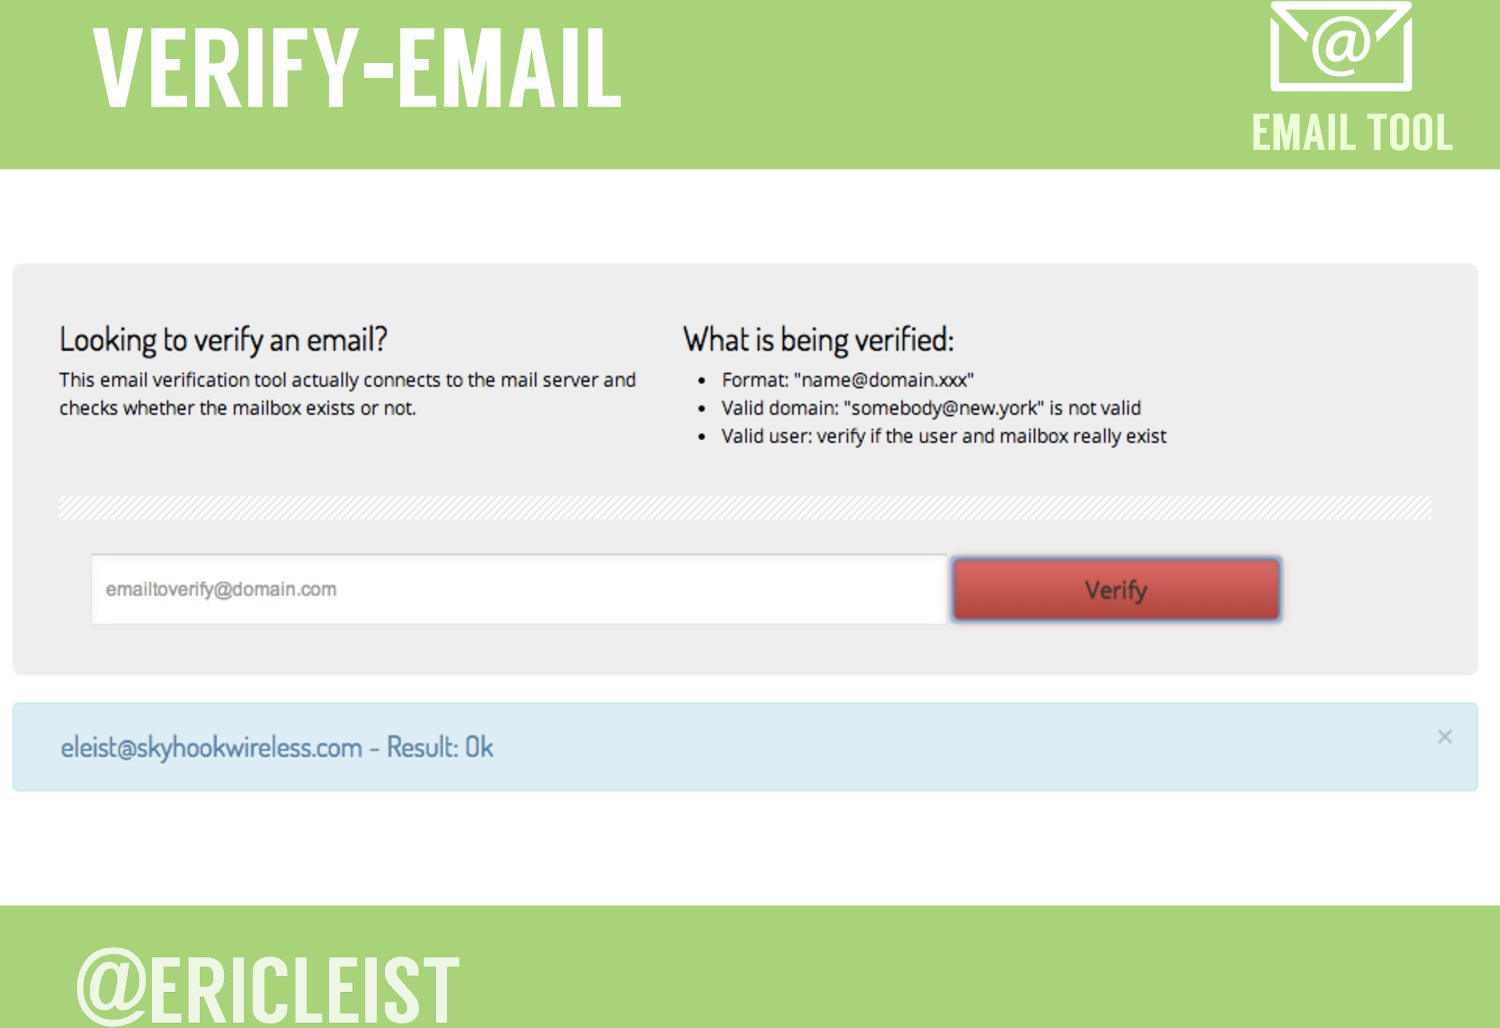 VERIFY-EMAIL
@
EMAIL TOOL
Looking to verify an email?
This email verification tool actually connects to the mail server and
checks whether the mailbox exists or not.
What is being verified:
• Format: "name@domain.xxx"
• Valid domain: "somebody@new.york" is not valid
• Valid user: verify if the user and mailbox really exist
emailtoverify@domain.com
Verify
eleist@skyhookwireless.com - Result: Ok
×
@ERICLEIST